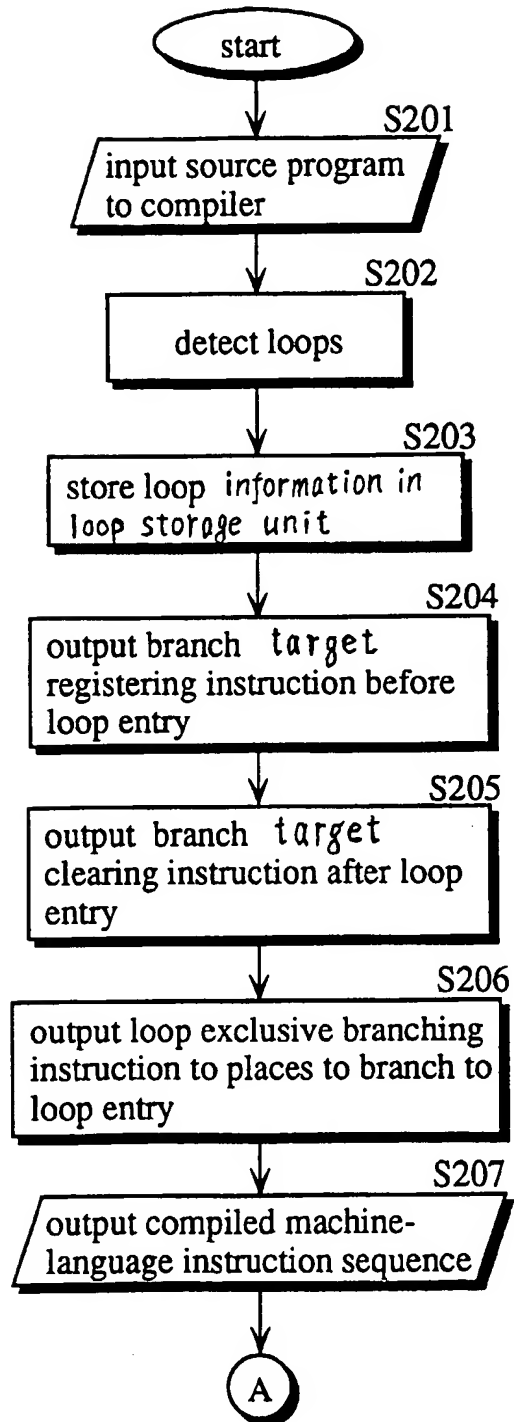 start
S201
input source program
to compiler
S202
detect loops
S203
store loop information in
loop storage unit
S204
output branch target
registering instruction before
loop entry
S205
output branch target
clearing instruction after loop
entry
S206
output loop exclusive branching
instruction to places to branch to
loop entry
S207
output compiled machine-
language instruction sequence
A